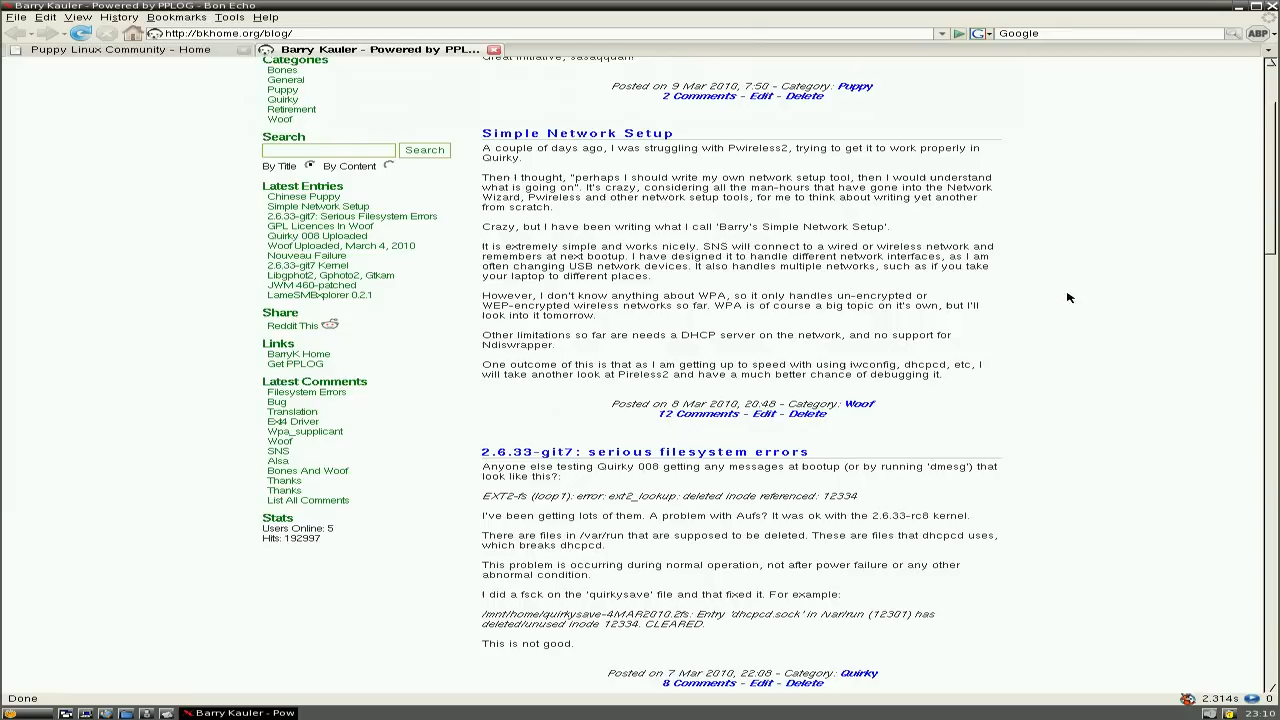 Barry Kauler - Powered by PPLOG - Bon Echo
File Edit View History Bookmarks Tools Help
http://bkhome.org/blog/
Google
ABP
Puppy Linux Community - Home
Barry Kauler - Powered by PPL...
Categories
Bones
General
Puppy
Quirky
Retirement
Woof
Search
Search
By Title By Content
Latest Entries
Chinese Puppy
Simple Network Setup
2.6.33-git7: Serious Filesystem Errors
GPL Licences In Woof
Quirky 008 Uploaded
Woof Uploaded, March 4, 2010
Nouveau Failure
2.6.33-git7 Kernel
Libgphot2, Gphoto2, Gtkam
JWM 460-patched
LameSMBxplorer 0.2.1
Share
Reddit This
Links
BarryK Home
Get PPLOG
Latest Comments
Filesystem Errors
Bug
Translation
Ext4 Driver
Wpa_supplicant
Woof
SNS
Alsa
Bones And Woof
Thanks
Thanks
List All Comments
Stats
Users Online: 5
Hits: 192997
Great initiative, sasaqquan!
Posted on 9 Mar 2010, 7:50 - Category: Puppy
2 Comments - Edit - Delete
Simple Network Setup
A couple of days ago, I was struggling with Pwireless2, trying to get it to work properly in
Quirky.
Then I thought, "perhaps I should write my own network setup tool, then I would understand
what is going on". It's crazy, considering all the man-hours that have gone into the Network
Wizard, Pwireless and other network setup tools, for me to think about writing yet another
from scratch.
Crazy, but I have been writing what I call 'Barry's Simple Network Setup'.
It is extremely simple and works nicely. SNS will connect to a wired or wireless network and
remembers at next bootup. I have designed it to handle different network interfaces, as I am
often changing USB network devices. It also handles multiple networks, such as if you take
your laptop to different places.
However, I don't know anything about WPA, so it only handles un-encrypted or
WEP-encrypted wireless networks so far. WPA is of course a big topic on it's own, but I'll
look into it tomorrow.
Other limitations so far are needs a DHCP server on the network, and no support for
Ndiswrapper.
One outcome of this is that as I am getting up to speed with using iwconfig, dhcpcd, etc, I
will take another look at Pireless2 and have a much better chance of debugging it.
Posted on 8 Mar 2010, 20:48 - Category: Woof
12 Comments - Edit - Delete
2.6.33-git7: serious filesystem errors
Anyone else testing Quirky 008 getting any messages at bootup (or by running 'dmesg') that
look like this?:
EXT2-fs (loop1): error: ext2_lookup: deleted inode referenced: 12334
I've been getting lots of them. A problem with Aufs? It was ok with the 2.6.33-rc8 kernel.
There are files in /var/run that are supposed to be deleted. These are files that dhcpcd uses,
which breaks dhcpcd.
This problem is occurring during normal operation, not after power failure or any other
abnormal condition.
I did a fsck on the 'quirkysave' file and that fixed it. For example:
/mnt/home/quirkysave-4MAR2010.2fs: Entry 'dhcpcd.sock' in /var/run (12301) has
deleted/unused inode 12334. CLEARED.
This is not good.
Posted on 7 Mar 2010, 22:08 - Category: Quirky
8 Comments - Edit - Delete
Done
2.314s 0
Barry Kauler - Pow
23:10